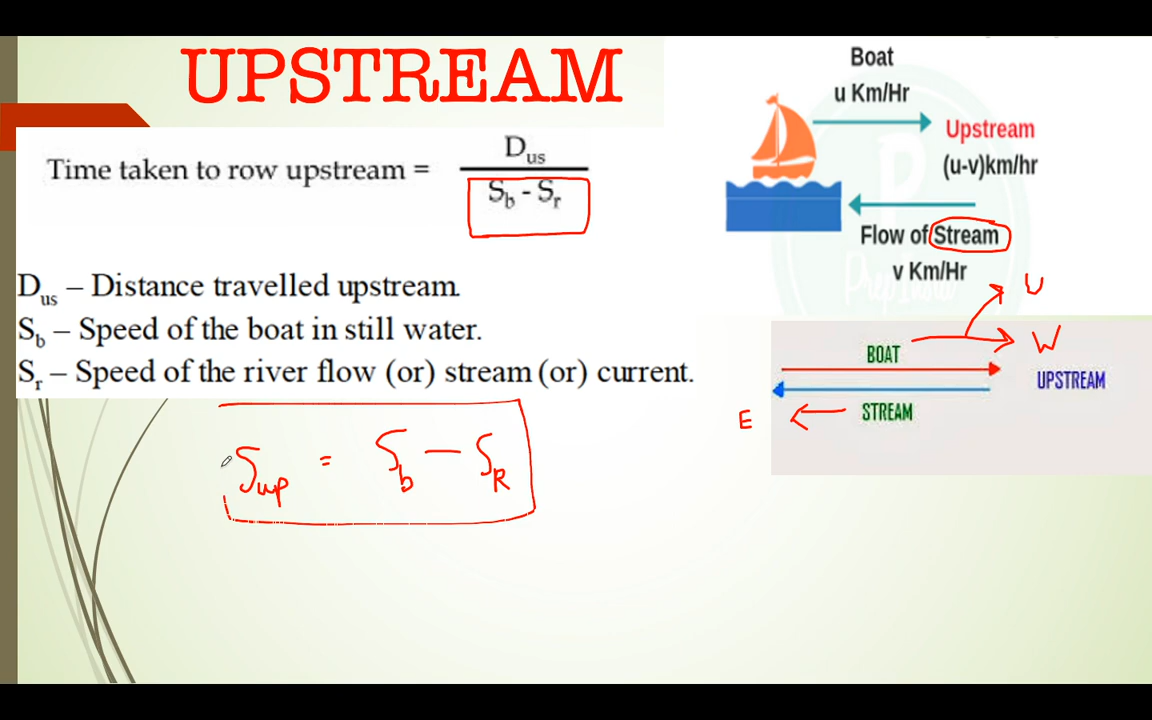 UPSTREAM
Time taken to row upstream = D_us / S_b - S_r
D_us – Distance travelled upstream.
S_b – Speed of the boat in still water.
S_r – Speed of the river flow (or) stream (or) current.
S_up = S_b – S_R
Boat
u Km/Hr
Upstream
(u-v)km/hr
Flow of Stream
v Km/Hr
U
W
BOAT
UPSTREAM
STREAM
E